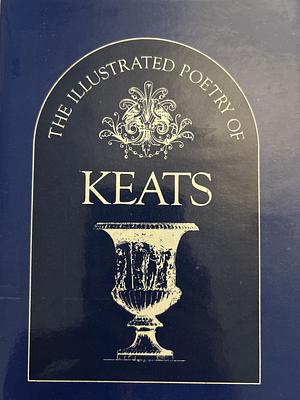 THE ILLUSTRATED POETRY OF
KEATS